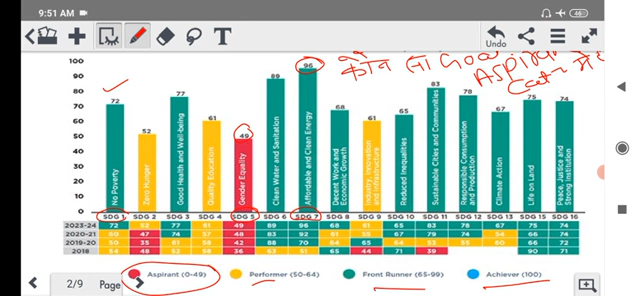 9:51 AM
46
T
Undo
कौन सा Goal
Aspirant
100
90
80
70
60
50
40
30
20
10
0
72
52
77
61
49
89
96
68
61
65
83
78
67
75
74
No Poverty
Zero Hunger
Good Health and Well-being
Quality Education
Gender Equality
Clean Water and Sanitation
Affordable and Clean Energy
Decent Work and
Economic Growth
Industry, Innovation
and Infrastructure
Reduced Inequalities
Sustainable Cities and Communities
Responsible Consumption
and Production
Climate Action
Life on Land
Peace, Justice and
Strong Institution
SDG 1 SDG 2 SDG 3 SDG 4 SDG 5 SDG 6 SDG 7 SDG 8 SDG 9 SDG 10 SDG 11 SDG 12 SDG 13 SDG 15 SDG 16
2023-24 72 52 77 61 49 89 96 68 61 65 83 78 67 75 74
2020-21 60 47 74 57 48 83 92 61 55 67 79 74 54 66 74
2019-20 50 35 61 58 42 88 70 64 65 64 53 55 60 66 72
2018 54 48 52 58 36 63 51 65 44 71 39 90 71
2/9 Page
Aspirant (0-49) Performer (50-64) Front Runner (65-99) Achiever (100)